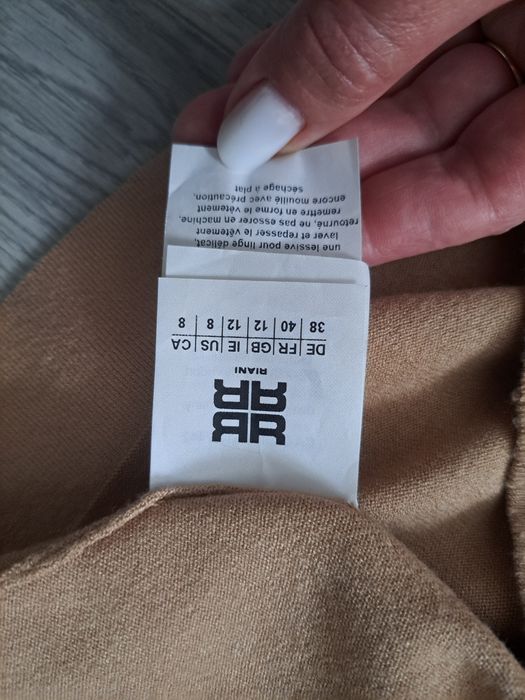 RIANI
DE | FR | GB | IE | US | CA
38 | 40 | 12 | 12 | 8 | 8
une lessive pour linge délicat,
laver et repasser le vêtement
retourné, ne pas essorer en machine,
remettre en forme le vêtement
encore mouillé avec précaution,
séchage à plat